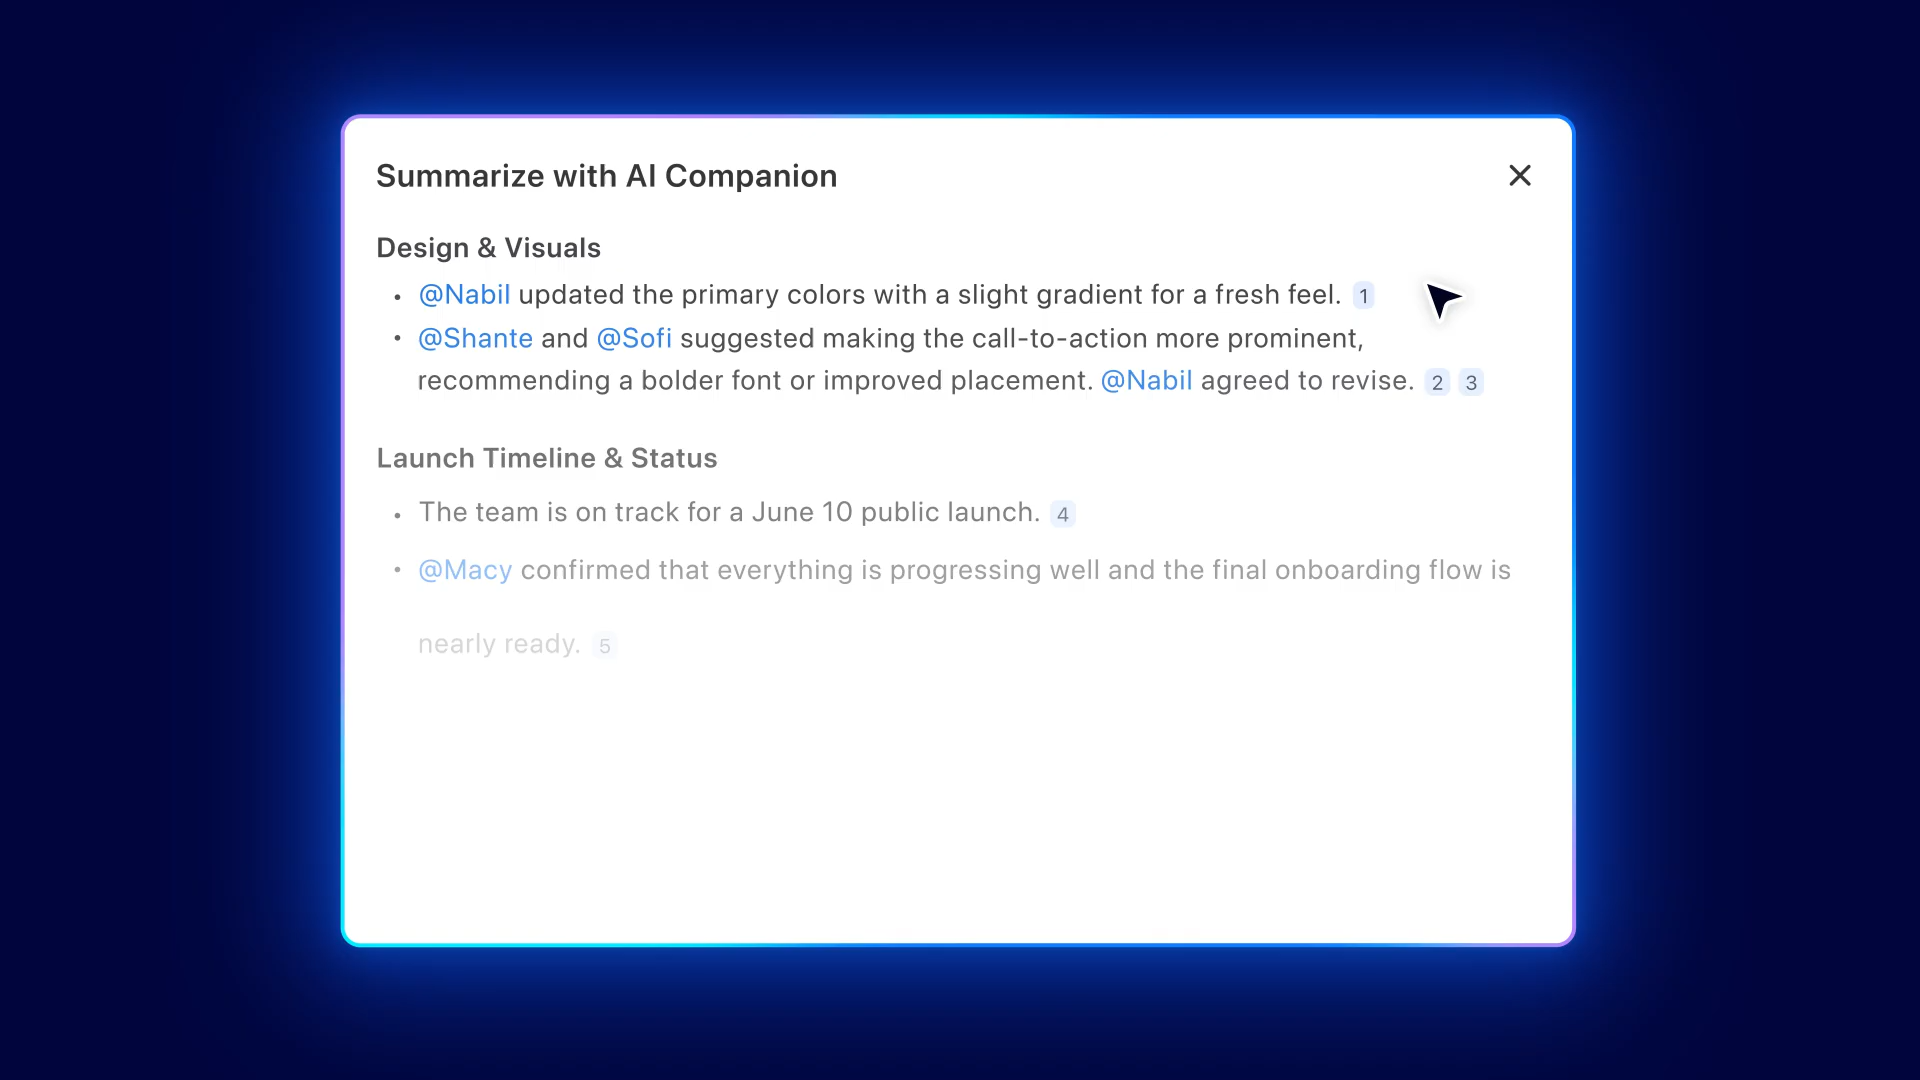 Summarize with AI Companion
Design & Visuals
• @Nabil updated the primary colors with a slight gradient for a fresh feel. 1
• @Shante and @Sofi suggested making the call-to-action more prominent,
recommending a bolder font or improved placement. @Nabil agreed to revise. 2 3
Launch Timeline & Status
• The team is on track for a June 10 public launch. 4
• @Macy confirmed that everything is progressing well and the final onboarding flow is
nearly ready. 5